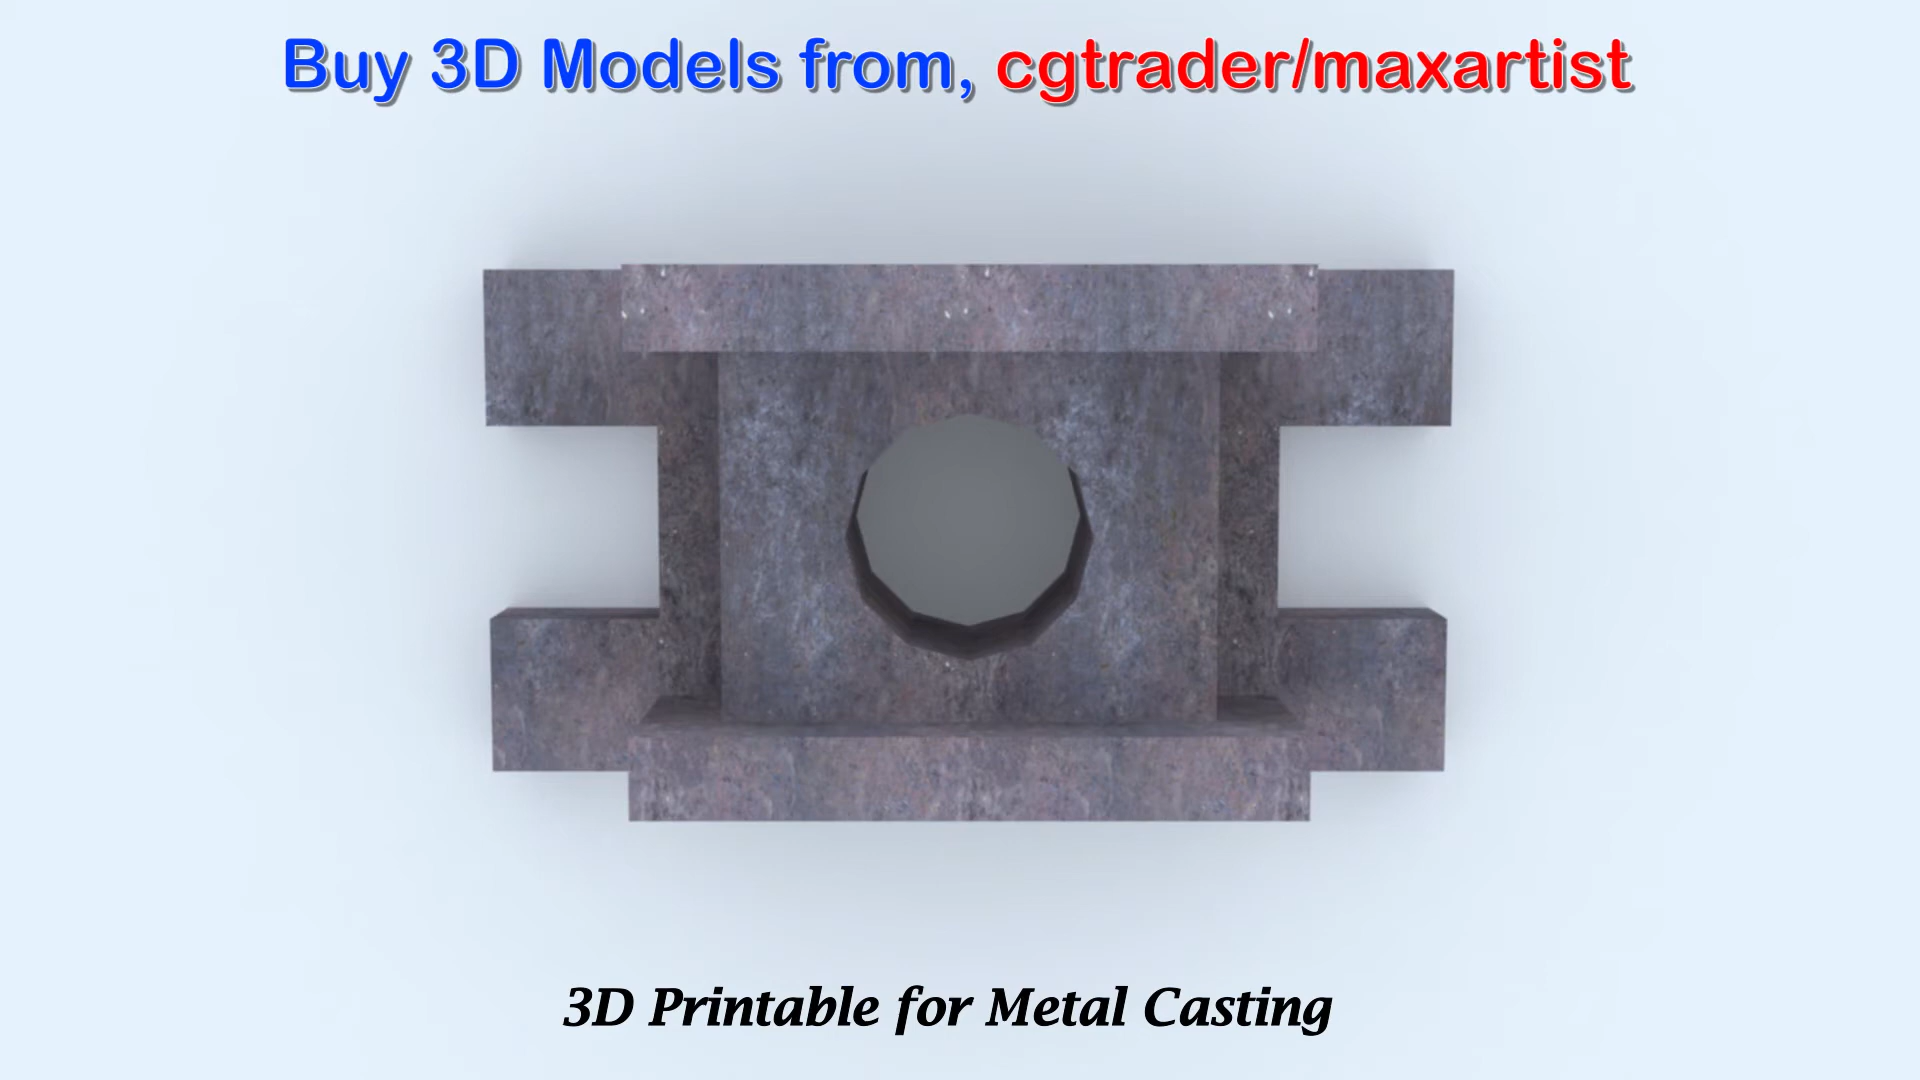 Buy 3D Models from, cgtrader/maxartist
3D Printable for Metal Casting